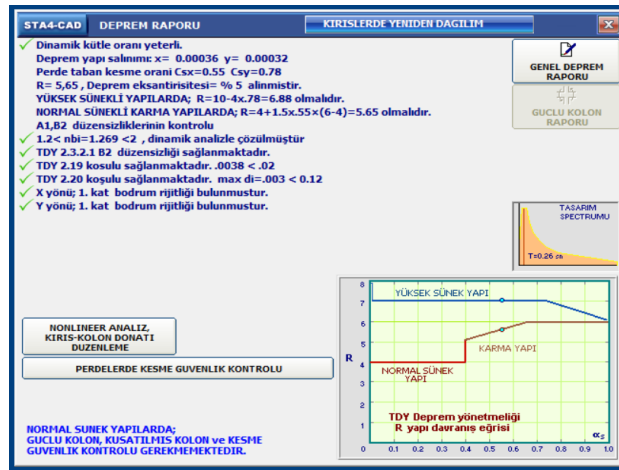 STA4-CAD DEPREM RAPORU
KIRISLERDE YENIDEN DAGILIM
Dinamik kütle oranı yeterli.
Deprem yapı salınımı: x= 0.00036 y= 0.00032
Perde taban kesme orani Csx=0.55 Csy=0.78
R= 5,65 , Deprem eksantirisitesi= % 5 alinmistir.
YÜKSEK SÜNEKLİ YAPILARDA; R=10-4x.78=6.88 olmalıdır.
NORMAL SÜNEKLİ KARMA YAPILARDA; R=4+1.5x.55×(6-4)=5.65 olmalıdır.
A1,B2 düzensizliklerinin kontrolu
1.2< nbi=1.269 <2 , dinamik analizle çözülmüştür
TDY 2.3.2.1 B2 düzensizliği sağlanmaktadır.
TDY 2.19 kosulu sağlanmaktadır. .0038 < .02
TDY 2.20 koşulu sağlanmaktadır. max di=.003 < 0.12
X yönü; 1. kat bodrum rijitliği bulunmustur.
Y yönü; 1. kat bodrum rijitliği bulunmustur.
GENEL DEPREM
RAPORU
GUCLU KOLON
RAPORU
TASARIM
SPECTRUMU
T=0.26 sn
NONLINEER ANALIZ,
KIRIS-KOLON DONATI
DUZENLEME
PERDELERDE KESME GUVENLIK KONTROLU
NORMAL SUNEK YAPILARDA;
GUCLU KOLON, KUSATILMIS KOLON ve KESME
GUVENLIK KONTROLU GEREKMEMEKTEDIR.
8
7
6
5
4
3
2
1
R
YÜKSEK SÜNEK YAPI
KARMA YAPI
NORMAL SÜNEK
YAPI
TDY Deprem yönetmeliği
R yapı davranış eğrisi
αs
0 0.1 0.2 0.3 0.4 0.5 0.6 0.7 0.8 0.9 1.0